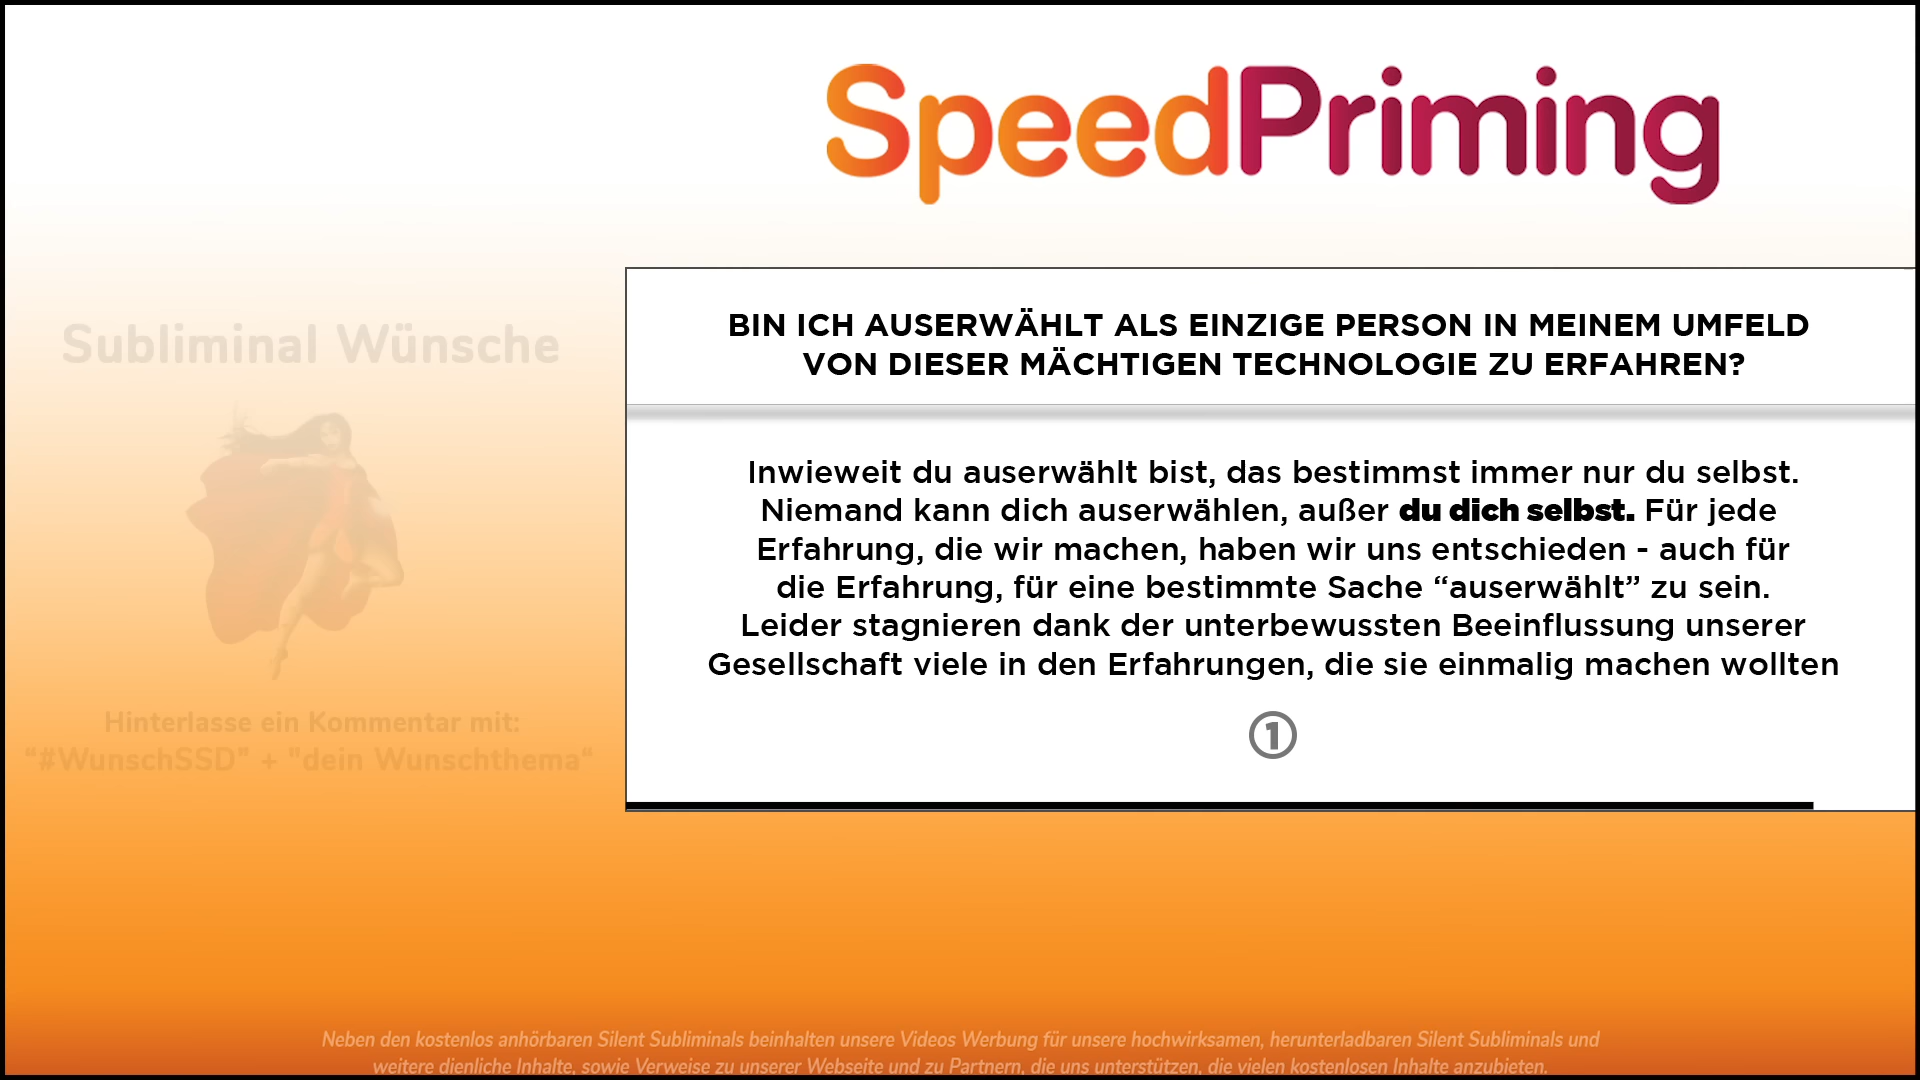 SpeedPriming
BIN ICH AUSERWÄHLT ALS EINZIGE PERSON IN MEINEM UMFELD
VON DIESER MÄCHTIGEN TECHNOLOGIE ZU ERFAHREN?
Subliminal Wünsche
Inwieweit du auserwählt bist, das bestimmst immer nur du selbst.
Niemand kann dich auserwählen, außer du dich selbst. Für jede
Erfahrung, die wir machen, haben wir uns entschieden - auch für
die Erfahrung, für eine bestimmte Sache “auserwählt” zu sein.
Leider stagnieren dank der unterbewussten Beeinflussung unserer
Gesellschaft viele in den Erfahrungen, die sie einmalig machen wollten
1
Hinterlasse ein Kommentar mit:
“#WunschSSD” + "dein Wunschthema“
Neben den kostenlos anhörbaren Silent Subliminals beinhalten unsere Videos Werbung für unsere hochwirksamen, herunterladbaren Silent Subliminals und
weitere dienliche Inhalte, sowie Verweise zu unserer Webseite und zu Partnern, die uns unterstützen, die vielen kostenlosen Inhalte anzubieten.